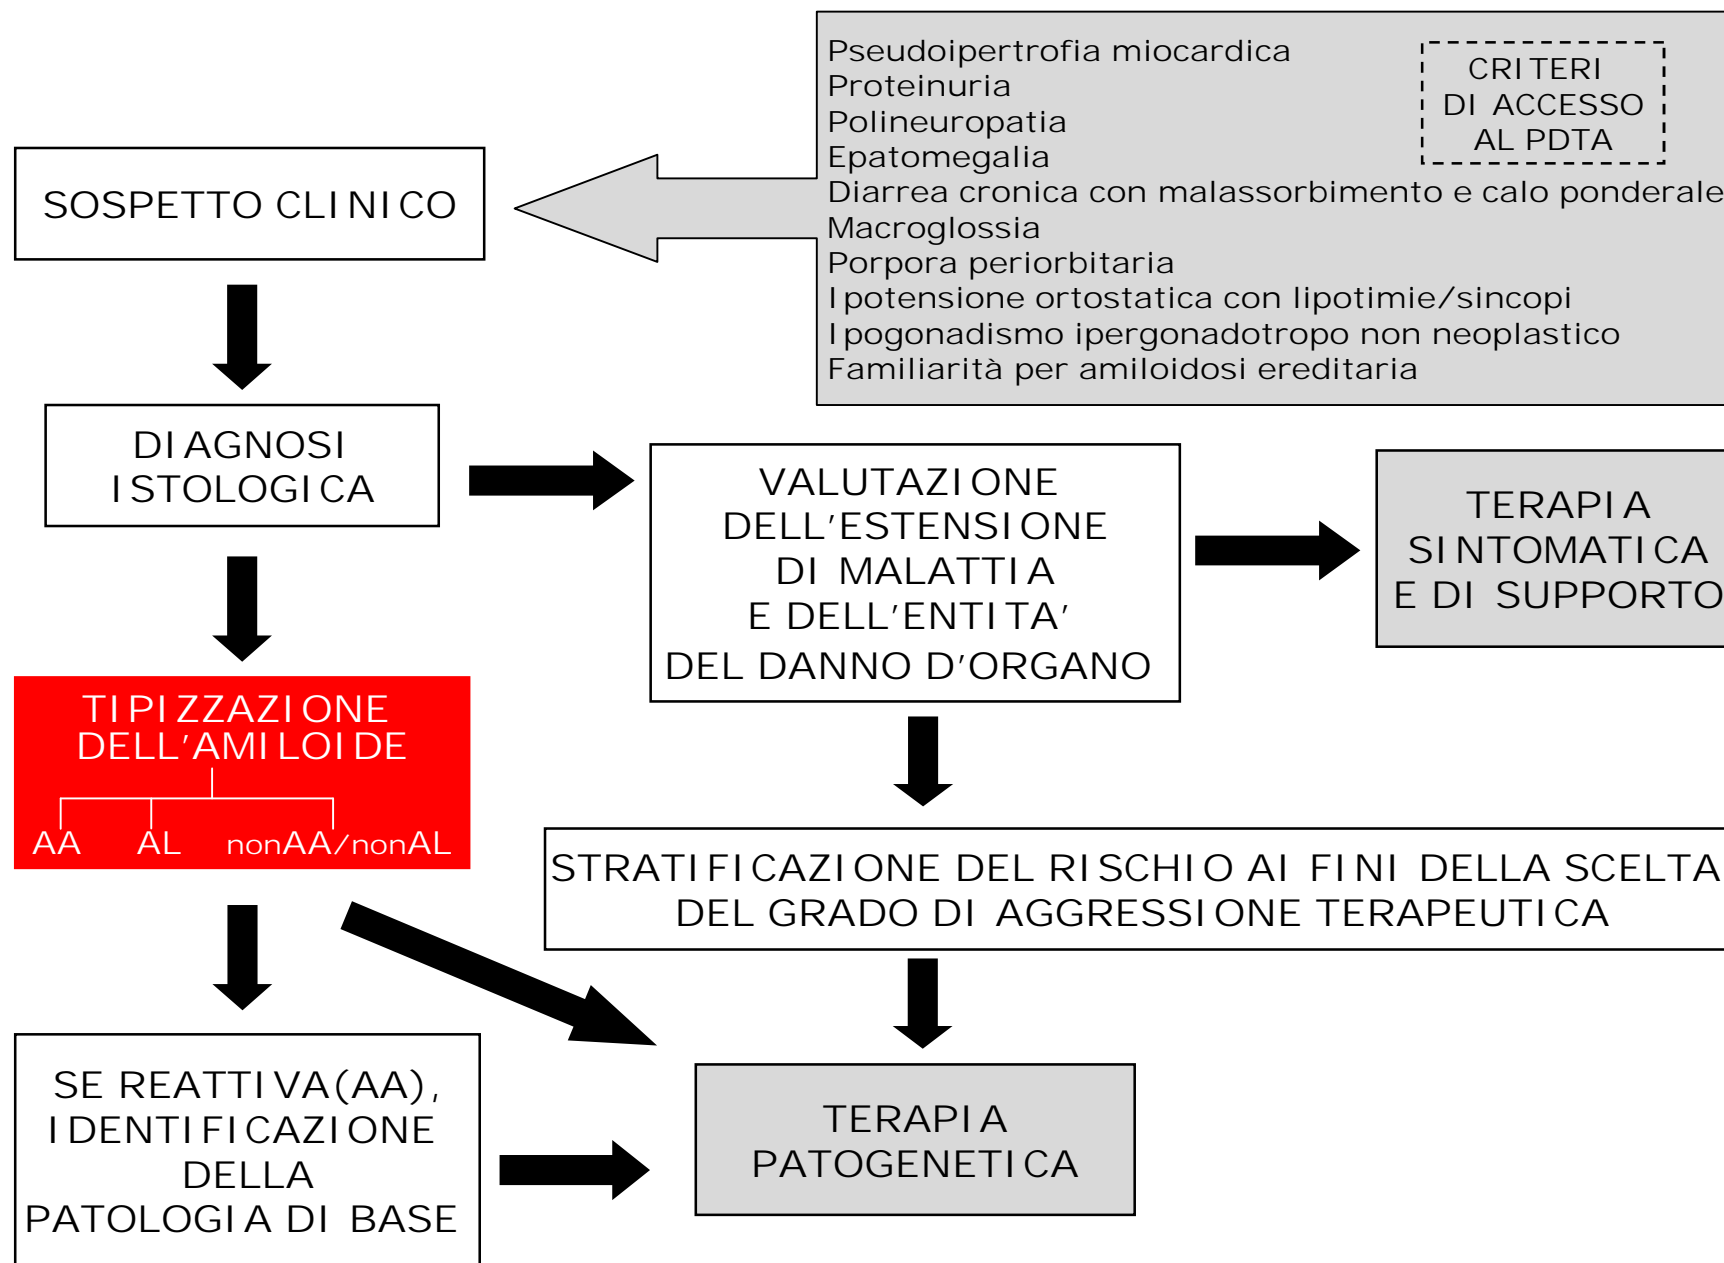 Pseudoipertrofia miocardica
Proteinuria
Polineuropatia
Epatomegalia
Diarrea cronica con malassorbimento e calo ponderale
Macroglossia
Porpora periorbitaria
Ipotensione ortostatica con lipotimie/sincopi
Ipogonadismo ipergonadotropo non neoplastico
Familiarità per amiloidosi ereditaria
CRITERI
DI ACCESSO
AL PDTA
SOSPETTO CLINICO
DIAGNOSI
ISTOLOGICA
VALUTAZIONE
DELL'ESTENSIONE
DI MALATTIA
E DELL'ENTITA'
DEL DANNO D'ORGANO
TERAPIA
SINTOMATICA
E DI SUPPORTO
TIPIZZAZIONE
DELL'AMILOIDE
AA AL nonAA/nonAL
STRATIFICAZIONE DEL RISCHIO AI FINI DELLA SCELTA
DEL GRADO DI AGGRESSIONE TERAPEUTICA
SE REATTIVA(AA),
IDENTIFICAZIONE
DELLA
PATOLOGIA DI BASE
TERAPIA
PATOGENETICA